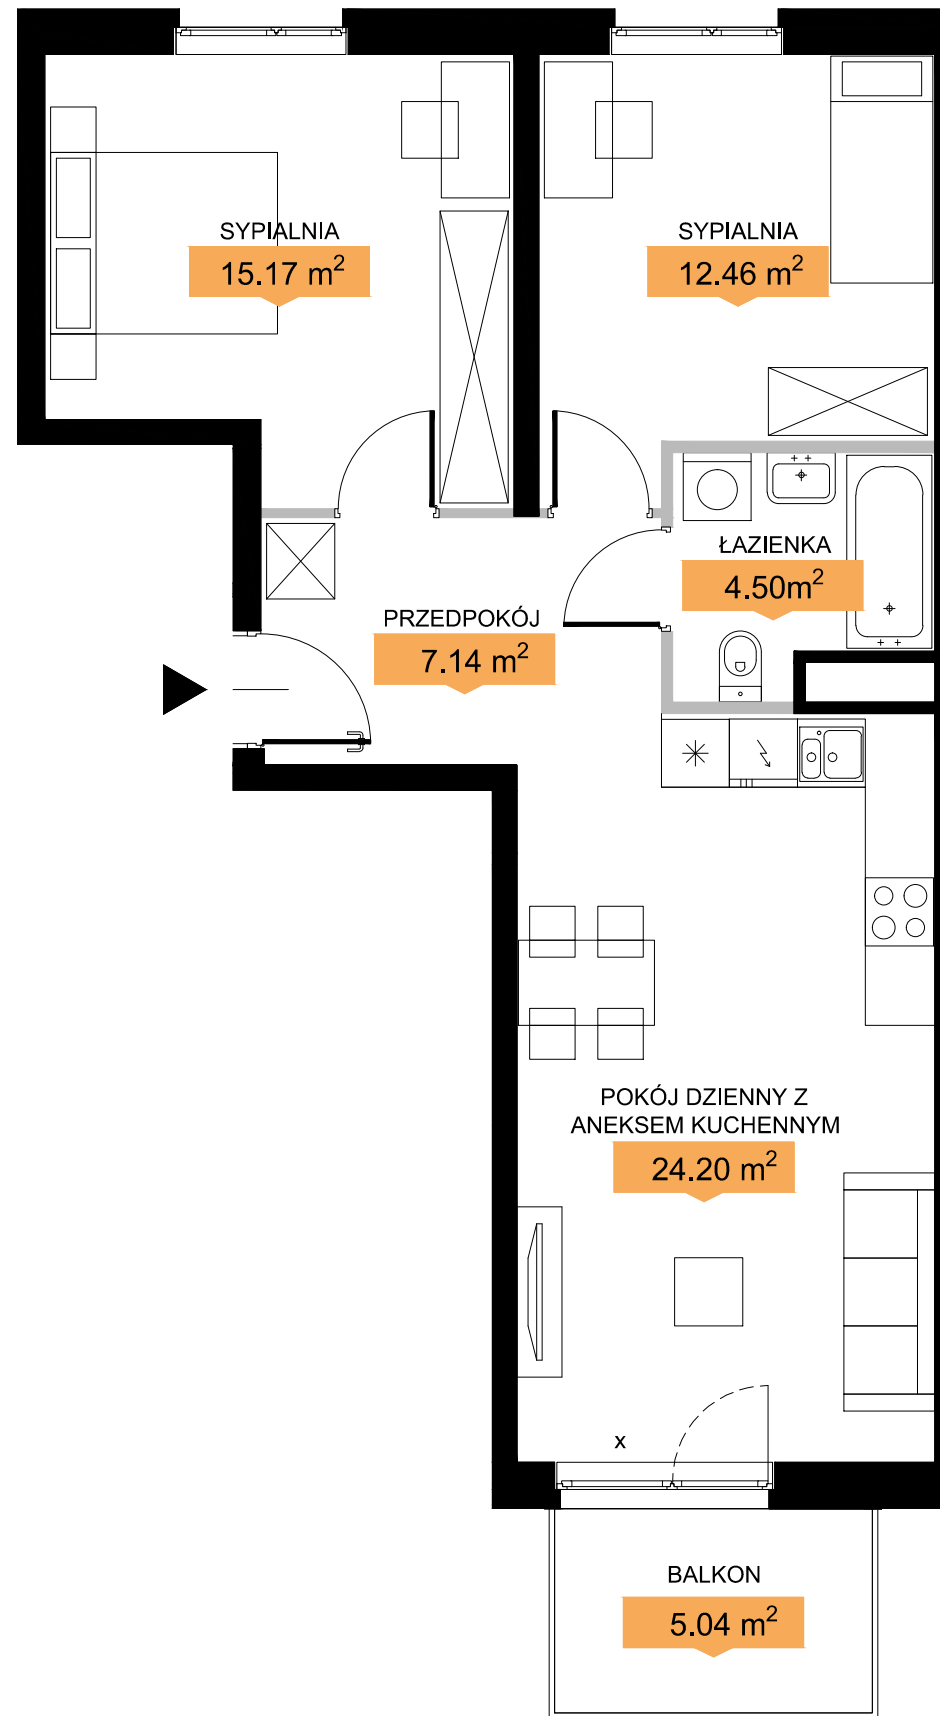 SYPIALNIA
15.17 m²
SYPIALNIA
12.46 m²
ŁAZIENKA
4.50m²
PRZEDPOKÓJ
7.14 m²
POKÓJ DZIENNY Z
ANEKSEM KUCHENNYM
24.20 m²
x
BALKON
5.04 m²